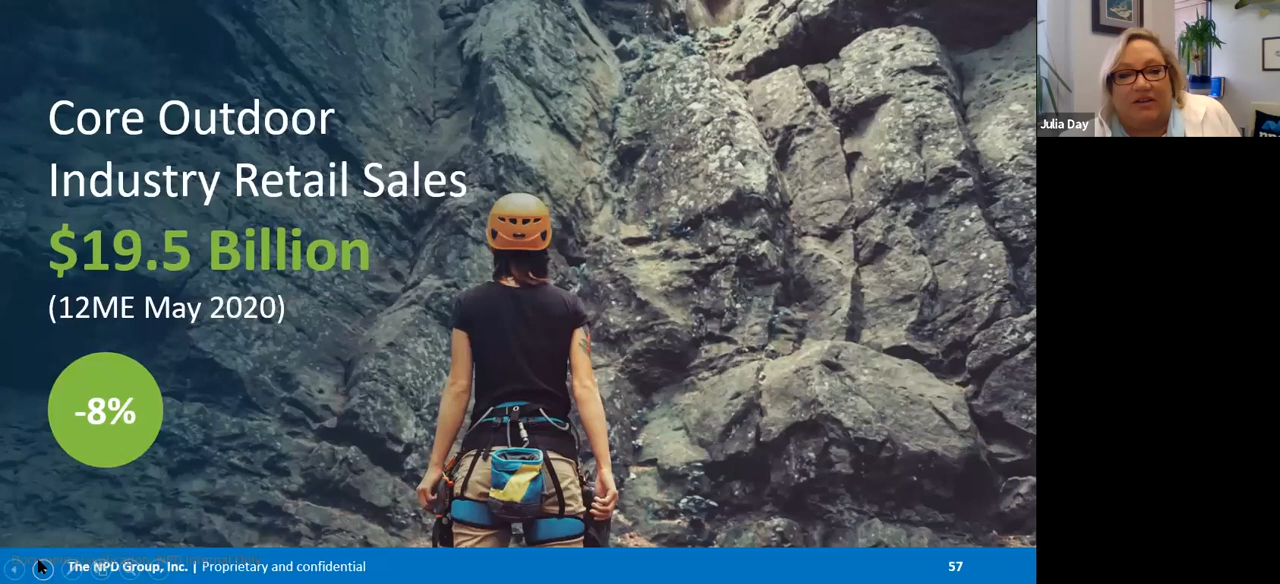 Core Outdoor
Industry Retail Sales
$19.5 Billion
(12ME May 2020)
-8%
The NPD Group, Inc. | Proprietary and confidential
57
Julia Day